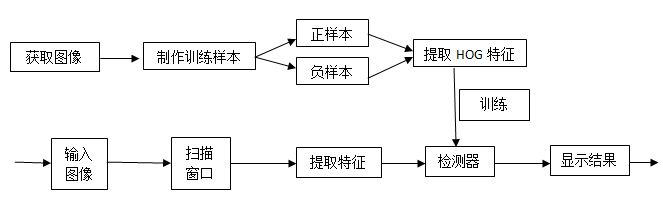 获取图像
制作训练样本
正样本
负样本
提取 HOG 特征
训练
输入
图像
扫描
窗口
提取特征
检测器
显示结果